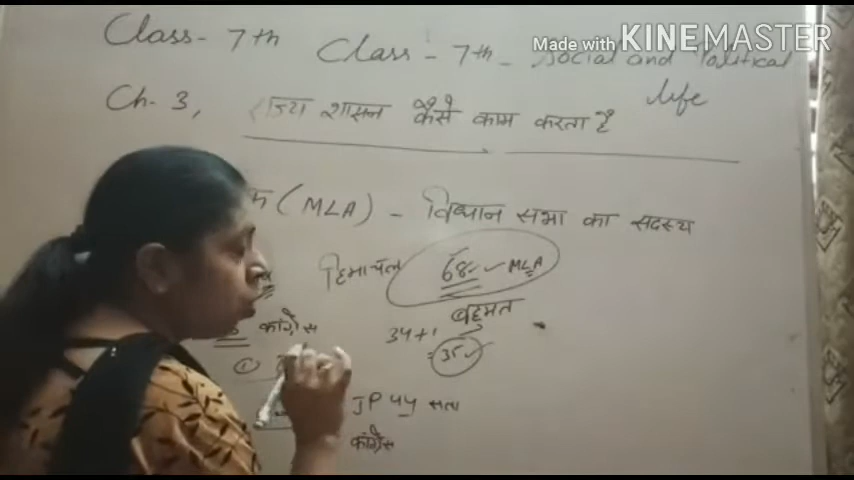 Class - 7th Class - 7th - Social and Political life
Made with KINEMASTER
Ch- 3, राज्य शासन कैसे काम करता है
(MLA) - विधान सभा का सदस्य
हिमाचल 68 MLA
बहुमत
कांग्रेस 34+1
= 35
①
JP 44 सता
कांग्रेस